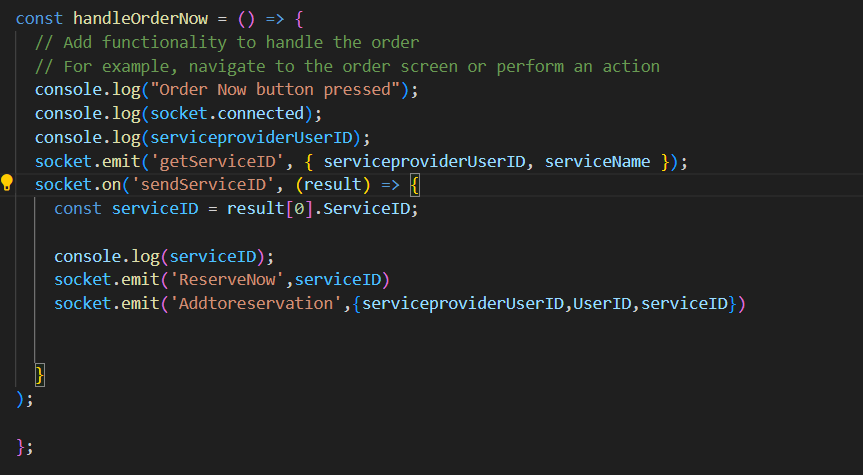 const handleOrderNow = () => {
// Add functionality to handle the order
// For example, navigate to the order screen or perform an action
console.log("Order Now button pressed");
console.log(socket.connected);
console.log(serviceproviderUserID);
socket.emit('getServiceID', { serviceproviderUserID, serviceName });
socket.on('sendServiceID', (result) => {
const serviceID = result[0].ServiceID;
console.log(serviceID);
socket.emit('ReserveNow',serviceID)
socket.emit('Addtoreservation',{serviceproviderUserID,UserID,serviceID})
}
);
};